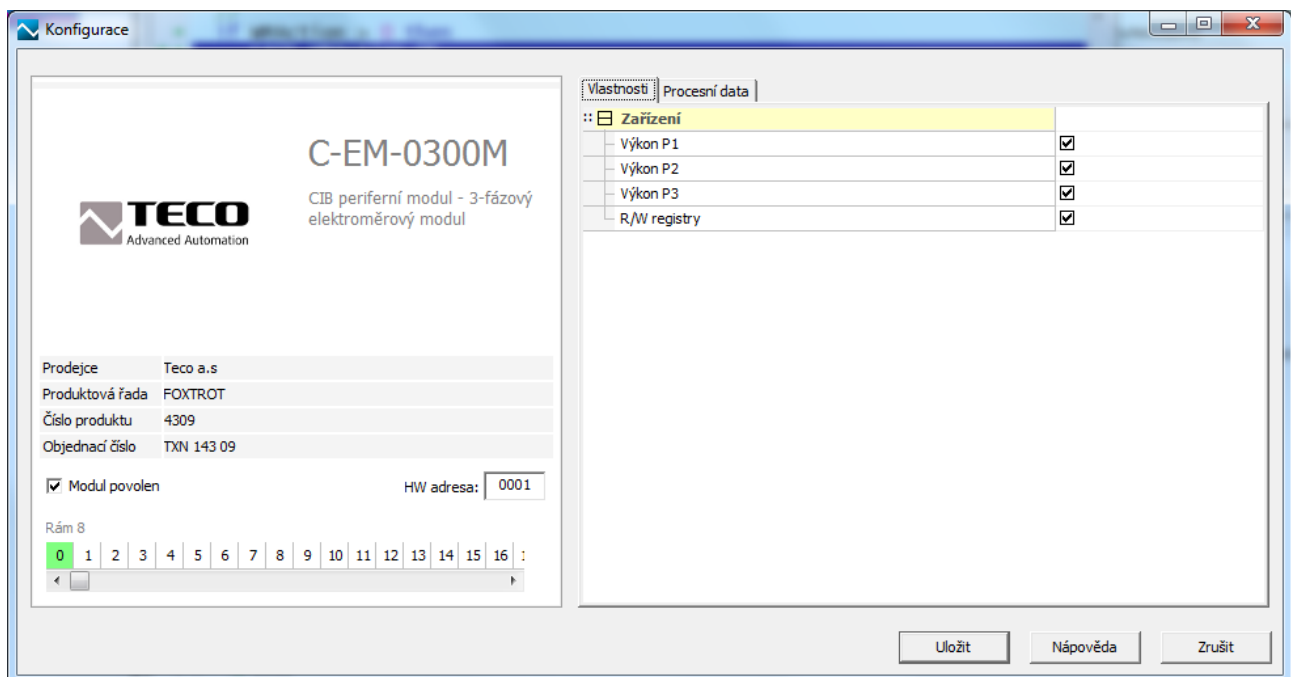 Konfigurace
TECO
Advanced Automation
C-EM-0300M
CIB periferní modul - 3-fázový
elektroměrový modul
Prodejce Teco a.s
Produktová řada FOXTROT
Číslo produktu 4309
Objednací číslo TXN 143 09
Modul povolen HW adresa: 0001
Rám 8
0 1 2 3 4 5 6 7 8 9 10 11 12 13 14 15 16
Vlastnosti Procesní data
Zařízení
Výkon P1
Výkon P2
Výkon P3
R/W registry
Uložit Nápověda Zrušit